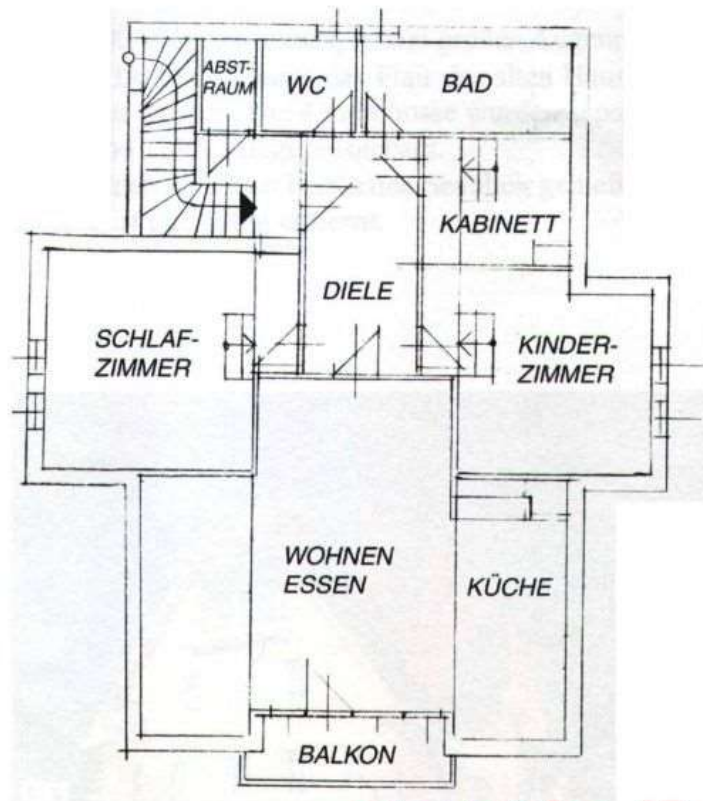 ABST-
RAUM
WC
BAD
KABINETT
DIELE
SCHLAF-
ZIMMER
KINDER-
ZIMMER
WOHNEN
ESSEN
KÜCHE
BALKON